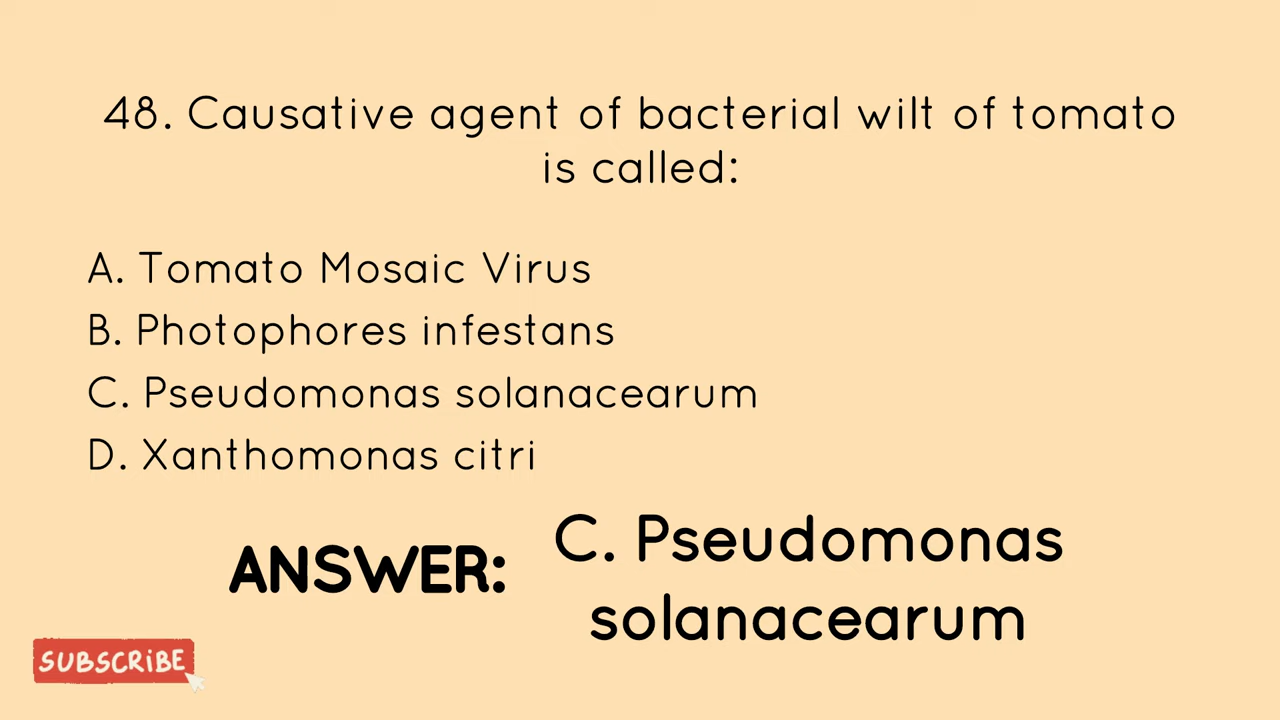 48. Causative agent of bacterial wilt of tomato
is called:
A. Tomato Mosaic Virus
B. Photophores infestans
C. Pseudomonas solanacearum
D. Xanthomonas citri
ANSWER:
C. Pseudomonas
solanacearum
SUBSCRiBE